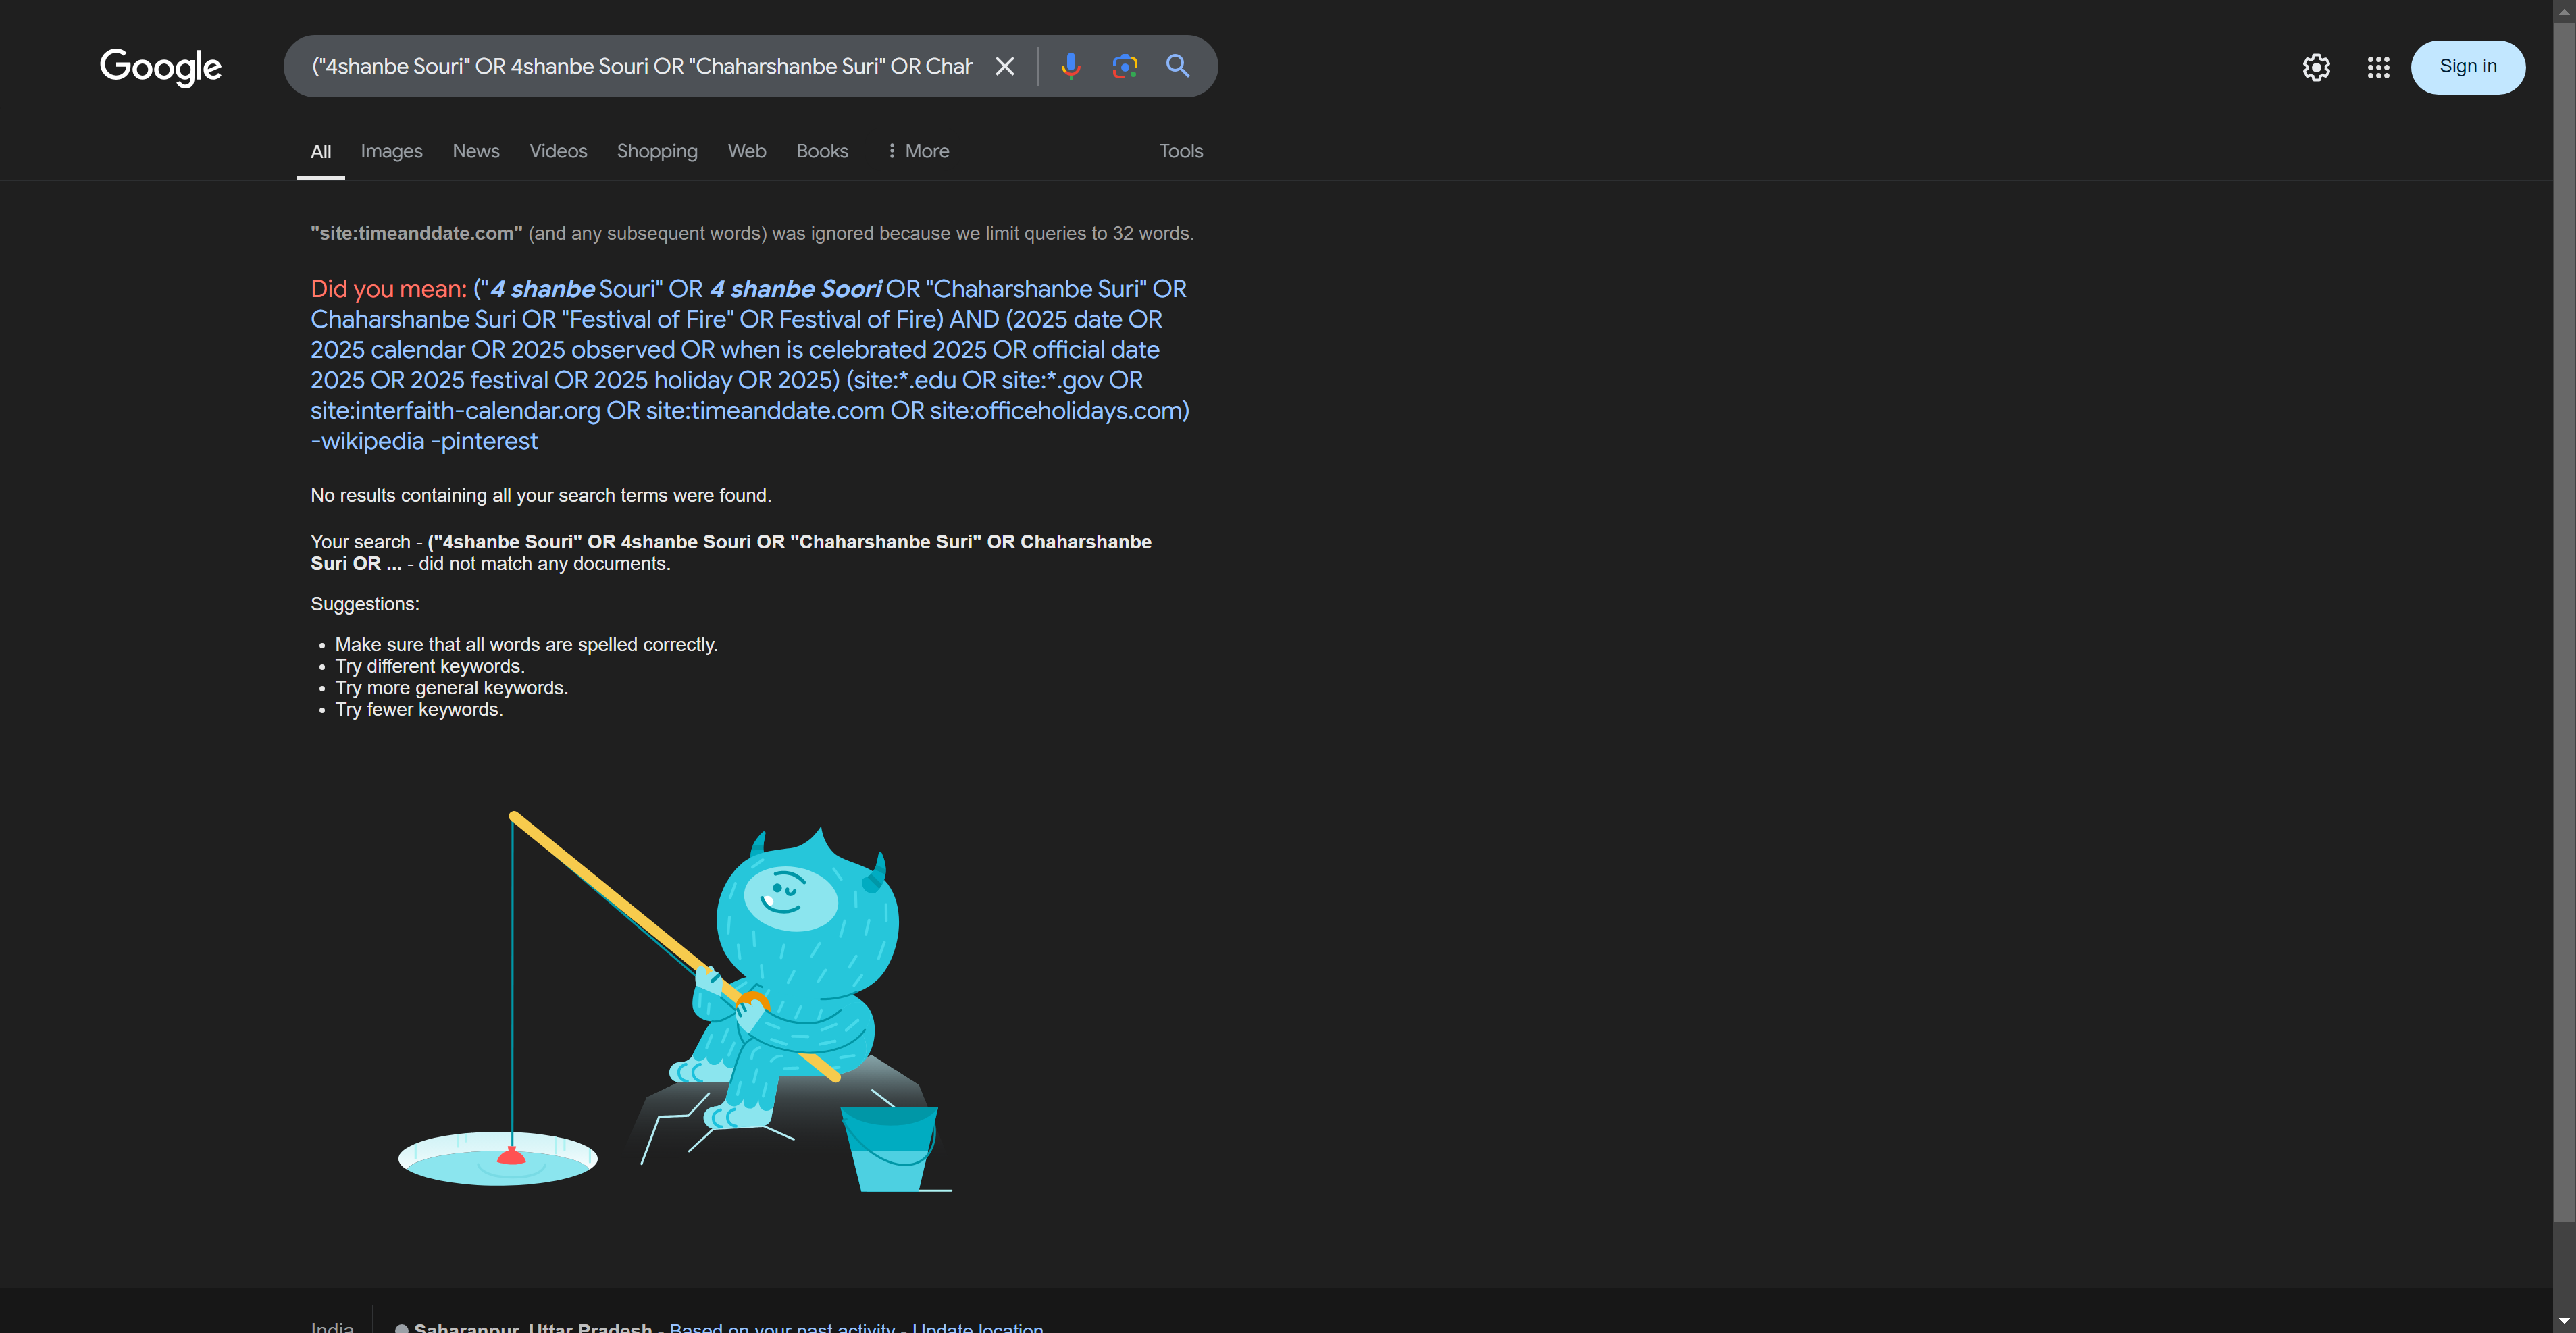 Google
("4shanbe Souri" OR 4shanbe Souri OR "Chaharshanbe Suri" OR Char
Sign in
All Images News Videos Shopping Web Books More Tools
"site:timeanddate.com" (and any subsequent words) was ignored because we limit queries to 32 words.
Did you mean: ("4 shanbe Souri" OR 4 shanbe Soori OR "Chaharshanbe Suri" OR
Chaharshanbe Suri OR "Festival of Fire" OR Festival of Fire) AND (2025 date OR
2025 calendar OR 2025 observed OR when is celebrated 2025 OR official date
2025 OR 2025 festival OR 2025 holiday OR 2025) (site:*.edu OR site:*.gov OR
site:interfaith-calendar.org OR site:timeanddate.com OR site:officeholidays.com)
-wikipedia -pinterest
No results containing all your search terms were found.
Your search - ("4shanbe Souri" OR 4shanbe Souri OR "Chaharshanbe Suri" OR Chaharshanbe
Suri OR ... - did not match any documents.
Suggestions:
Make sure that all words are spelled correctly.
Try different keywords.
Try more general keywords.
Try fewer keywords.
India Saharanpur, Uttar Pradesh - Based on your past activity - Update location